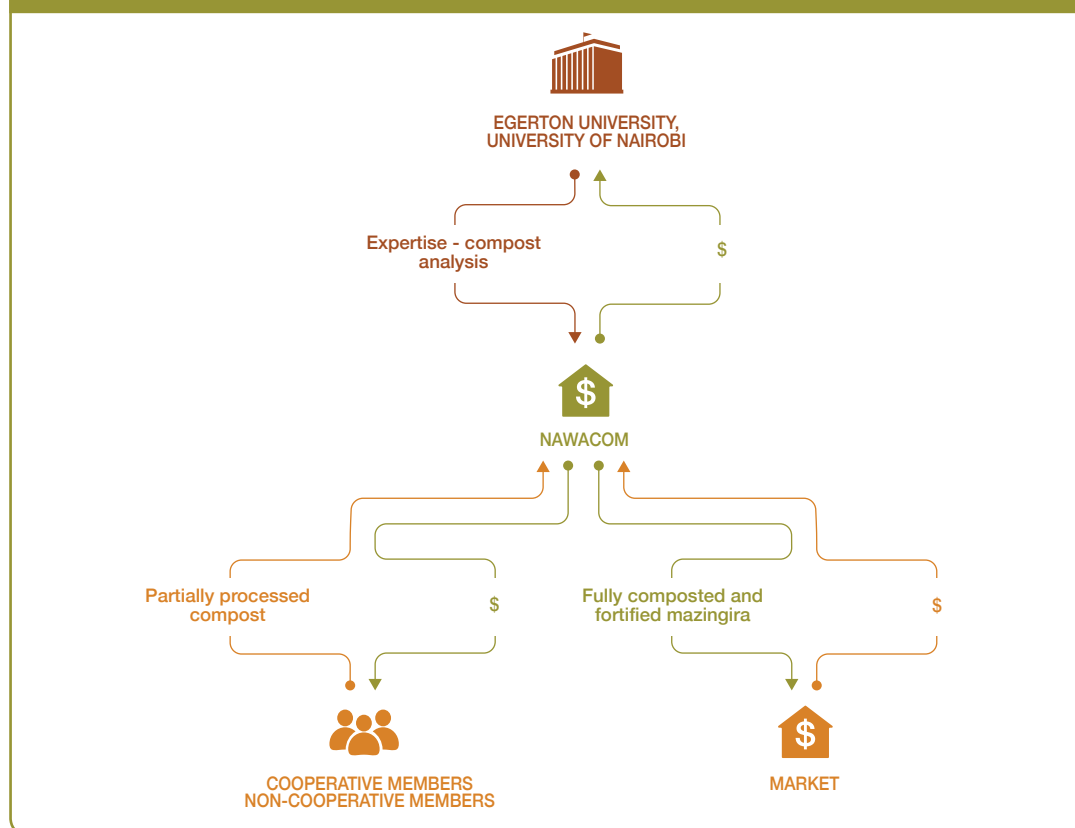 EGERTON UNIVERSITY,
UNIVERSITY OF NAIROBI
Expertise - compost
analysis
$
$
NAWACOM
Partially processed
compost
$
Fully composted and
fortified mazingira
$
$
COOPERATIVE MEMBERS
NON-COOPERATIVE MEMBERS
MARKET